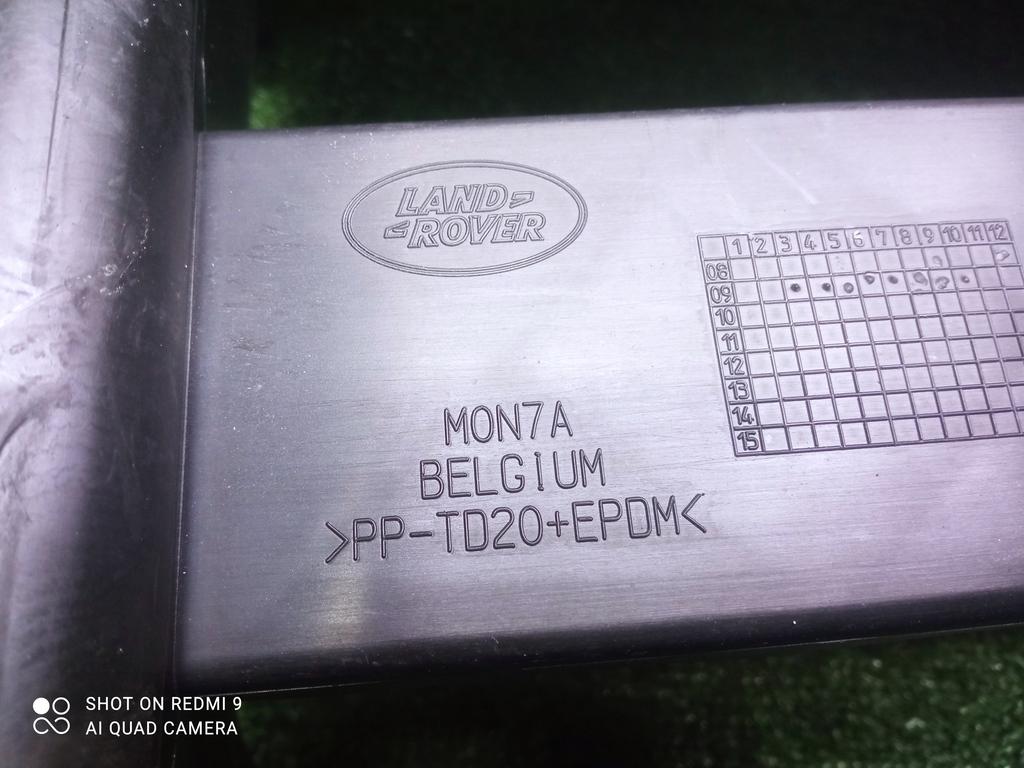 LAND
ROVER
1 2 3 4 5 6 7 8 9 10 11 12
08
09
10
11
12
13
14
15
MON7A
BELGIUM
>PP-TD20+EPDM<
SHOT ON REDMI 9
AI QUAD CAMERA